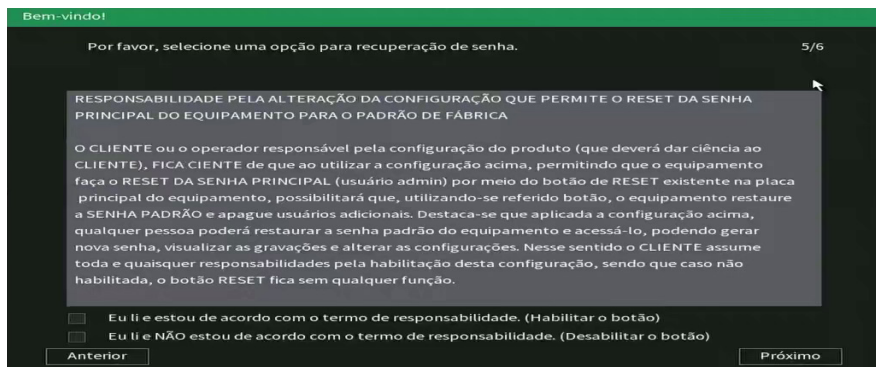 Bem-vindo!
Por favor, selecione uma opção para recuperação de senha.
5/6
RESPONSABILIDADE PELA ALTERAÇÃO DA CONFIGURAÇÃO QUE PERMITE O RESET DA SENHA
PRINCIPAL DO EQUIPAMENTO PARA O PADRÃO DE FÁBRICA
O CLIENTE ou o operador responsável pela configuração do produto (que deverá dar ciência ao
CLIENTE), FICA CIENTE de que ao utilizar a configuração acima, permitindo que o equipamento
faça o RESET DA SENHA PRINCIPAL (usuário admin) por meio do botão de RESET existente na placa
principal do equipamento, possibilitará que, utilizando-se referido botão, o equipamento restaure
a SENHA PADRÃO e apague usuários adicionais. Destaca-se que aplicada a configuração acima,
qualquer pessoa poderá restaurar a senha padrão do equipamento e acessá-lo, podendo gerar
nova senha, visualizar as gravações e alterar as configurações. Nesse sentido o CLIENTE assume
toda e quaisquer responsabilidades pela habilitação desta configuração, sendo que caso não
habilitada, o botão RESET fica sem qualquer função.
Eu li e estou de acordo com o termo de responsabilidade. (Habilitar o botão)
Eu li e NÃO estou de acordo com o termo de responsabilidade. (Desabilitar o botão)
Anterior
Próximo